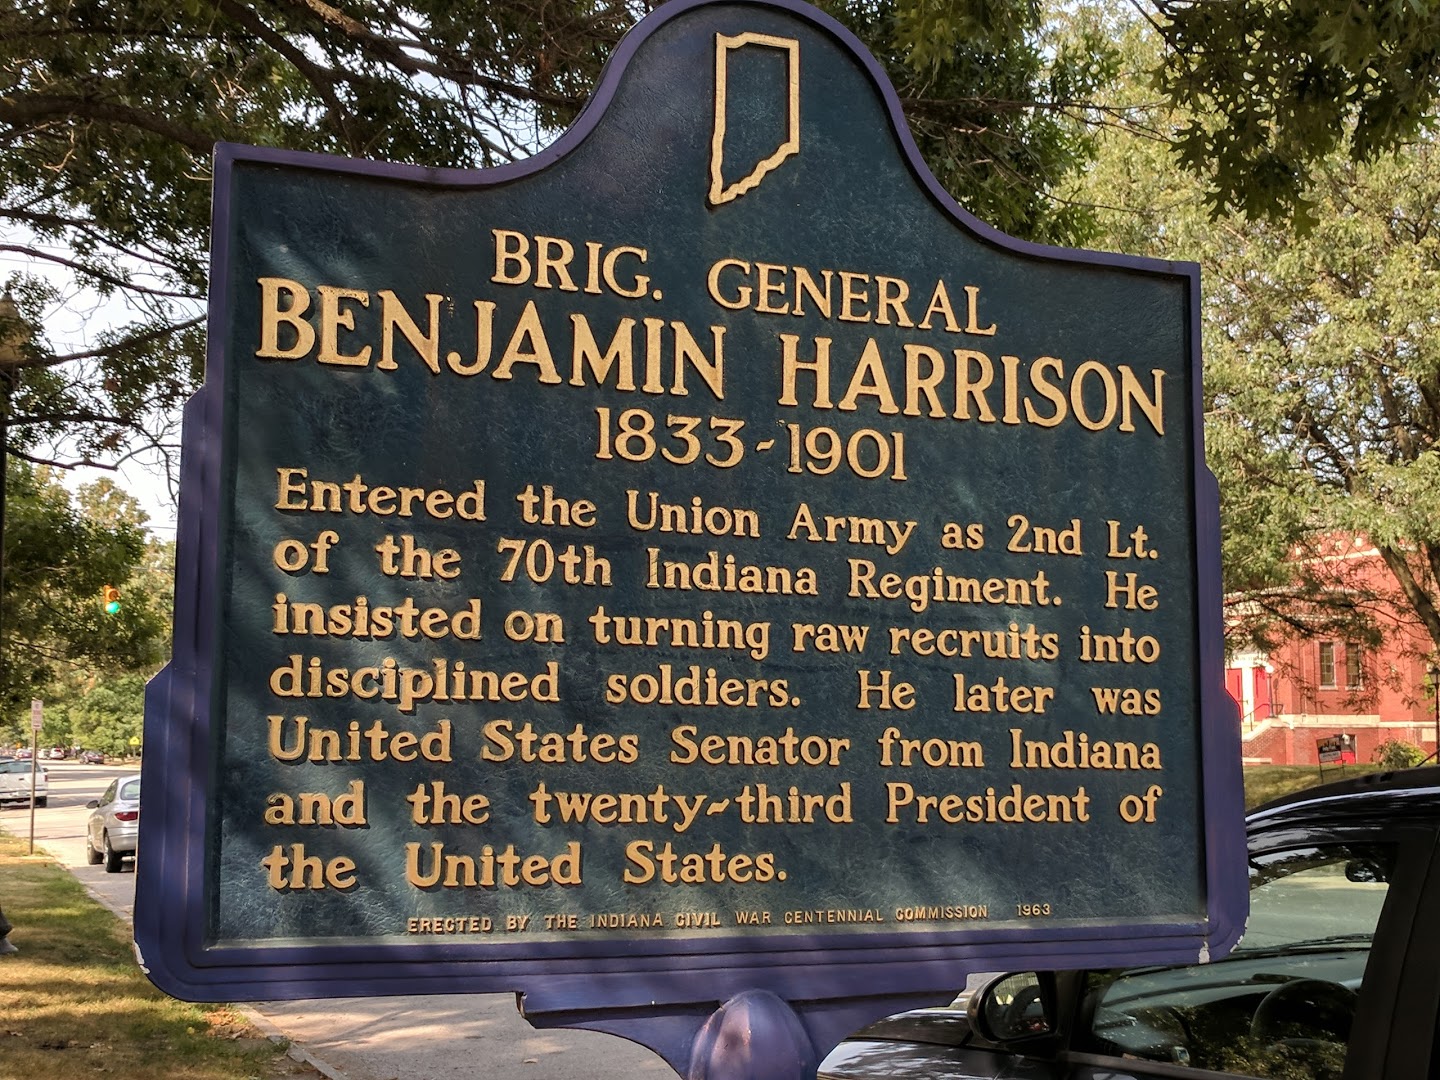 BRIG. GENERAL
BENJAMIN HARRISON
1833-1901
Entered the Union Army as 2nd Lt.
of the 70th Indiana Regiment. He
insisted on turning raw recruits into
disciplined soldiers. He later was
United States Senator from Indiana
and the twenty-third President of
the United States.
ERECTED BY THE INDIANA CIVIL WAR CENTENNIAL COMMISSION 1963